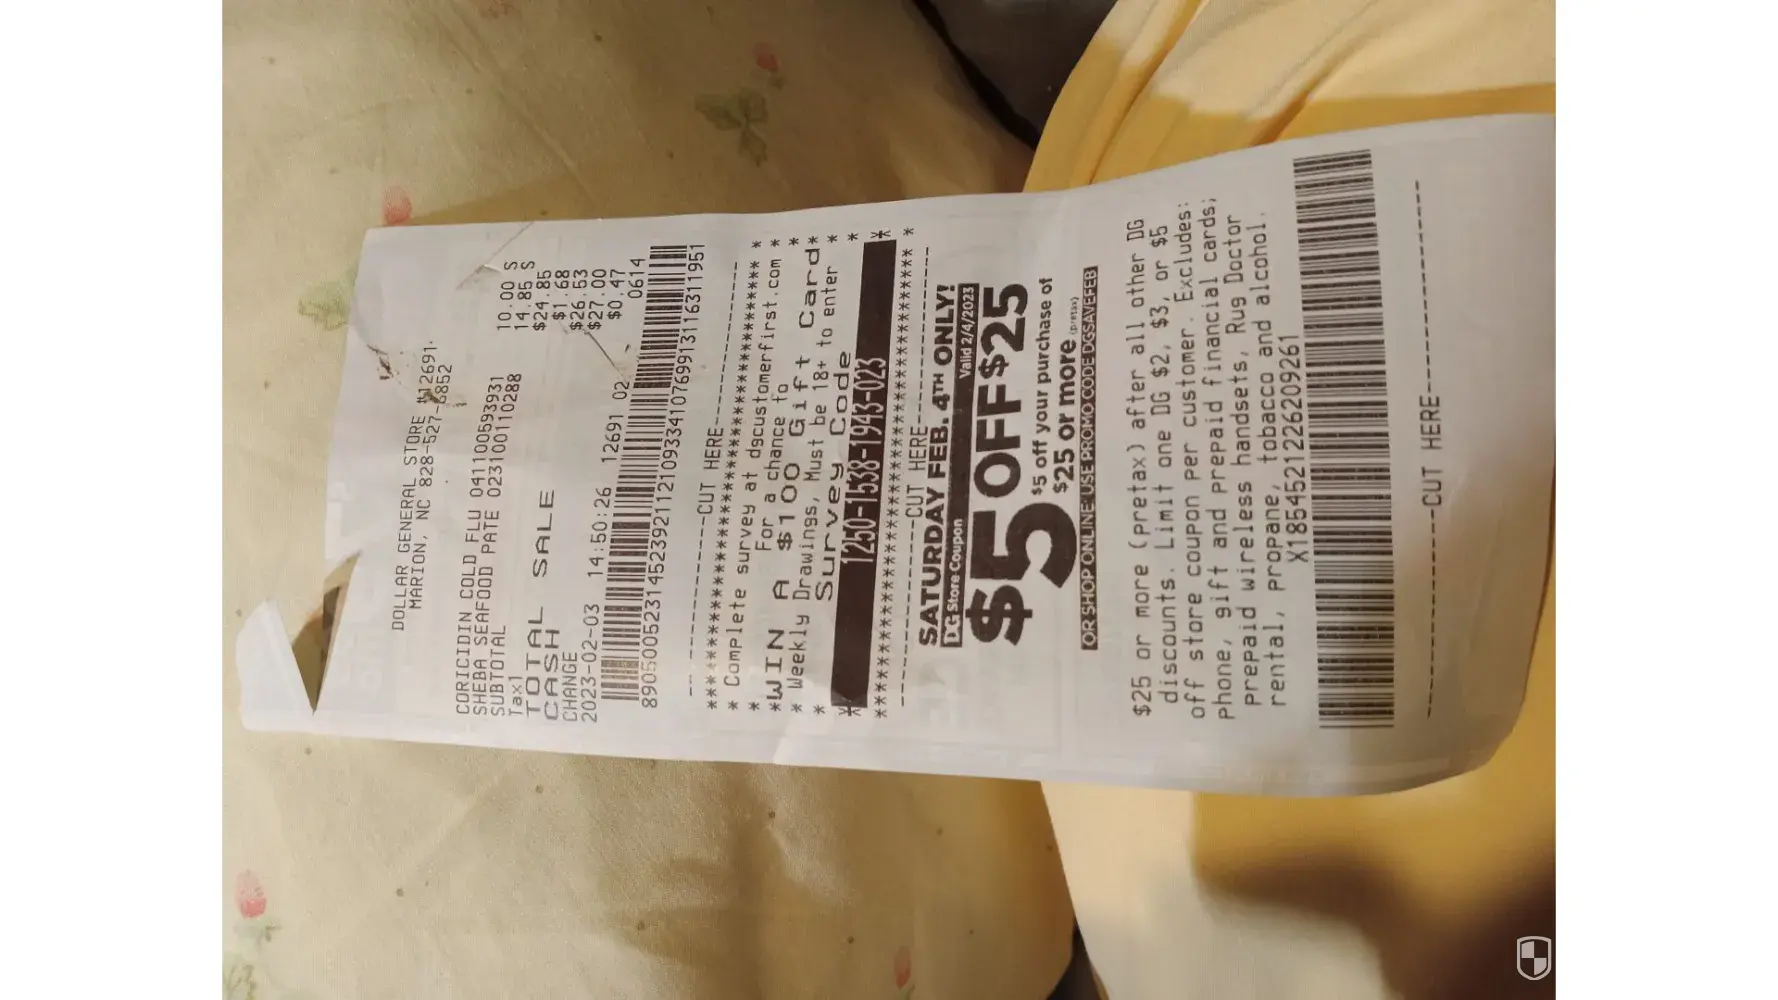 DOLLAR GENERAL STORE #12691
MARION, NC 828-527-6852
CORICIDIN COLD FLU 041100593931 10.00 S
SHEBA SEAFOOD PATE 023100110288 14.85 S
SUBTOTAL $24.85
Tax1 $1.68
TOTAL SALE $26.53
CASH $27.00
CHANGE $0.47
2023-02-03 14:50:26 12691 02 0614
---CUT HERE---
* Complete survey at dgcustomerfirst.com *
* For a chance to *
*WIN A $100 Gift Card*
* Weekly Drawings, Must be 18+ to enter *
* Survey Code *
* 1250-1538-1943-023 *
---CUT HERE---
SATURDAY FEB. 4TH ONLY!
DG Store Coupon Valid 2/4/2023
$5 OFF $25
$5 off your purchase of
$25 or more (pretax)
OR SHOP ONLINE! USE PROMO CODE DGSAVEFEB
$25 or more (pretax) after all other DG
discounts. Limit one DG $2, $3, or $5
off store coupon per customer. Excludes:
phone, gift and prepaid financial cards;
prepaid wireless handsets, Rug Doctor
rental, propane, tobacco and alcohol.
X18545212262092​61
---CUT HERE---